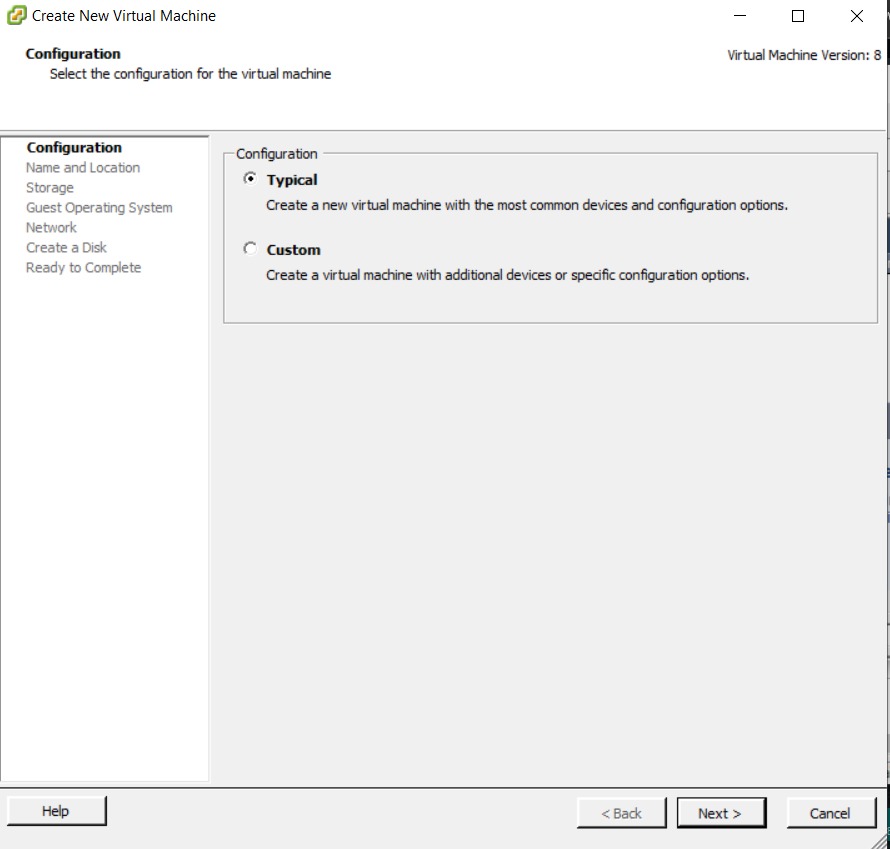 Create New Virtual Machine
Configuration
Virtual Machine Version: 8
Select the configuration for the virtual machine
Configuration
Name and Location
Storage
Guest Operating System
Network
Create a Disk
Ready to Complete
Configuration
Typical
Create a new virtual machine with the most common devices and configuration options.
Custom
Create a virtual machine with additional devices or specific configuration options.
Help
< Back
Next >
Cancel